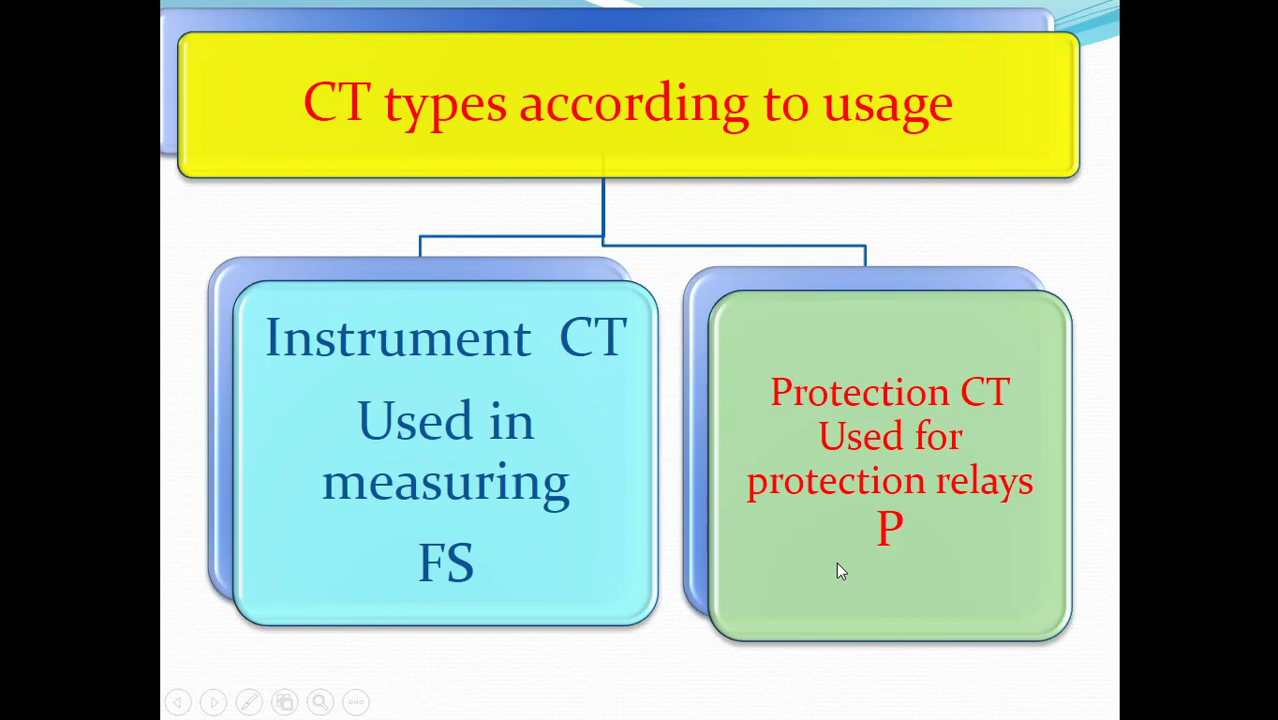 CT types according to usage
Instrument CT
Used in
measuring
FS
Protection CT
Used for
protection relays
P